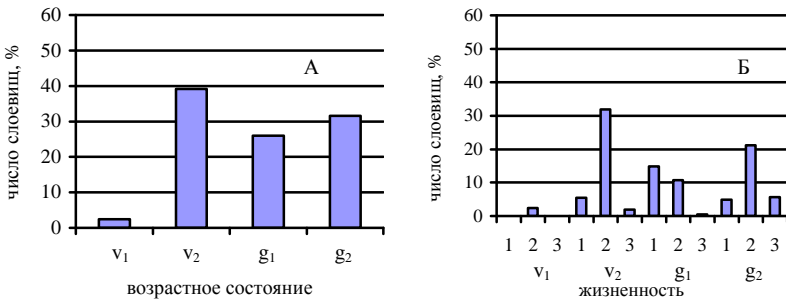 число слоевищ, %
60
50
40
30
20
10
0
А
v₁ v₂ g₁ g₂
возрастное состояние
число слоевищ, %
60
50
40
30
20
10
0
Б
1 2 3 1 2 3 1 2 3 1 2 3
v₁ v₂ g₁ g₂
жизненность